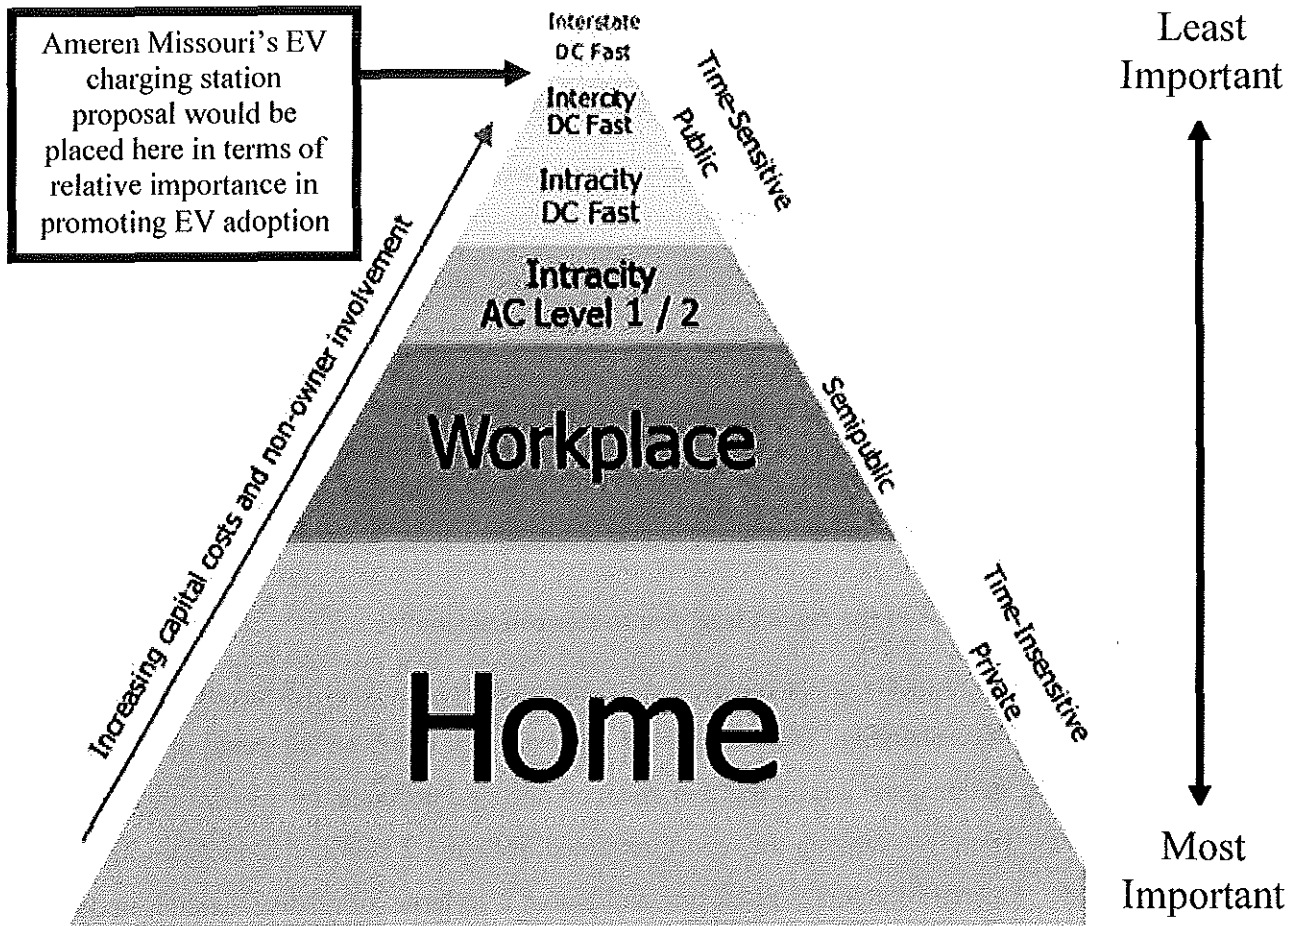 Ameren Missouri's EV
charging station
proposal would be
placed here in terms of
relative importance in
promoting EV adoption
Interstate
DC Fast
Intercity
DC Fast
Intracity
DC Fast
Intracity
AC Level 1 / 2
Workplace
Home
Increasing capital costs and non-owner involvement
Time-Sensitive
Public
Semipublic
Time-Insensitive
Private
Least
Important
Most
Important